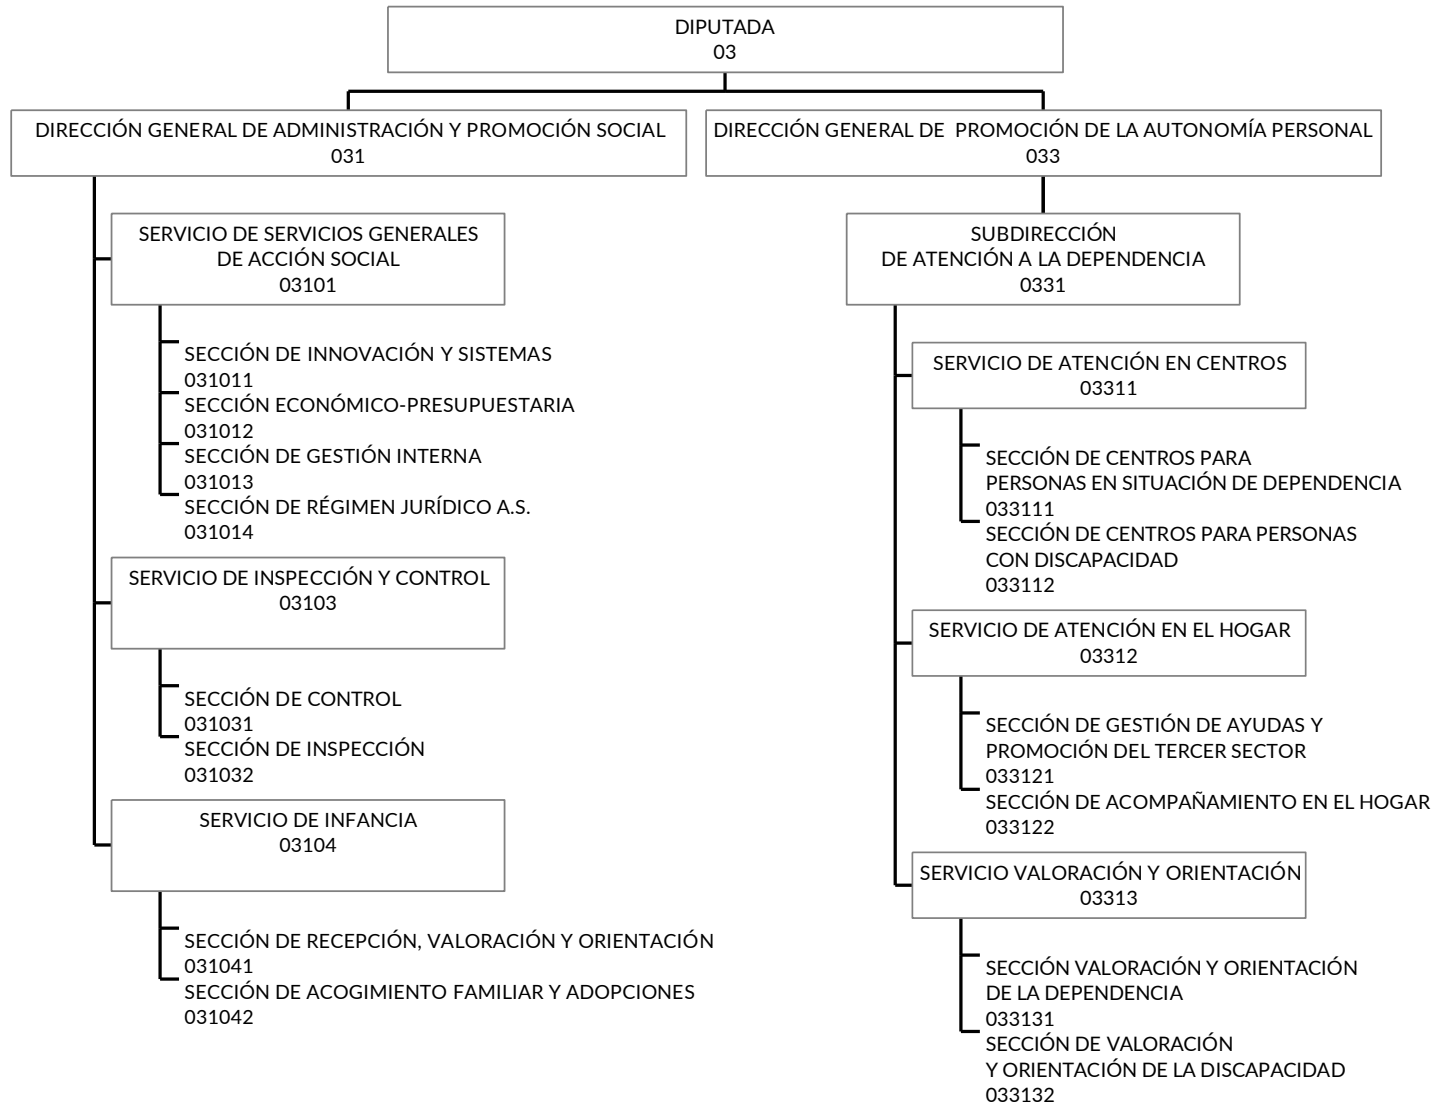 DIPUTADA
03
DIRECCIÓN GENERAL DE ADMINISTRACIÓN Y PROMOCIÓN SOCIAL
031
SERVICIO DE SERVICIOS GENERALES
DE ACCIÓN SOCIAL
03101
SECCIÓN DE INNOVACIÓN Y SISTEMAS
031011
SECCIÓN ECONÓMICO-PRESUPUESTARIA
031012
SECCIÓN DE GESTIÓN INTERNA
031013
SECCIÓN DE RÉGIMEN JURÍDICO A.S.
031014
SERVICIO DE INSPECCIÓN Y CONTROL
03103
SECCIÓN DE CONTROL
031031
SECCIÓN DE INSPECCIÓN
031032
SERVICIO DE INFANCIA
03104
SECCIÓN DE RECEPCIÓN, VALORACIÓN Y ORIENTACIÓN
031041
SECCIÓN DE ACOGIMIENTO FAMILIAR Y ADOPCIONES
031042
DIRECCIÓN GENERAL DE PROMOCIÓN DE LA AUTONOMÍA PERSONAL
033
SUBDIRECCIÓN
DE ATENCIÓN A LA DEPENDENCIA
0331
SERVICIO DE ATENCIÓN EN CENTROS
03311
SECCIÓN DE CENTROS PARA
PERSONAS EN SITUACIÓN DE DEPENDENCIA
033111
SECCIÓN DE CENTROS PARA PERSONAS
CON DISCAPACIDAD
033112
SERVICIO DE ATENCIÓN EN EL HOGAR
03312
SECCIÓN DE GESTIÓN DE AYUDAS Y
PROMOCIÓN DEL TERCER SECTOR
033121
SECCIÓN DE ACOMPAÑAMIENTO EN EL HOGAR
033122
SERVICIO VALORACIÓN Y ORIENTACIÓN
03313
SECCIÓN VALORACIÓN Y ORIENTACIÓN
DE LA DEPENDENCIA
033131
SECCIÓN DE VALORACIÓN
Y ORIENTACIÓN DE LA DISCAPACIDAD
033132